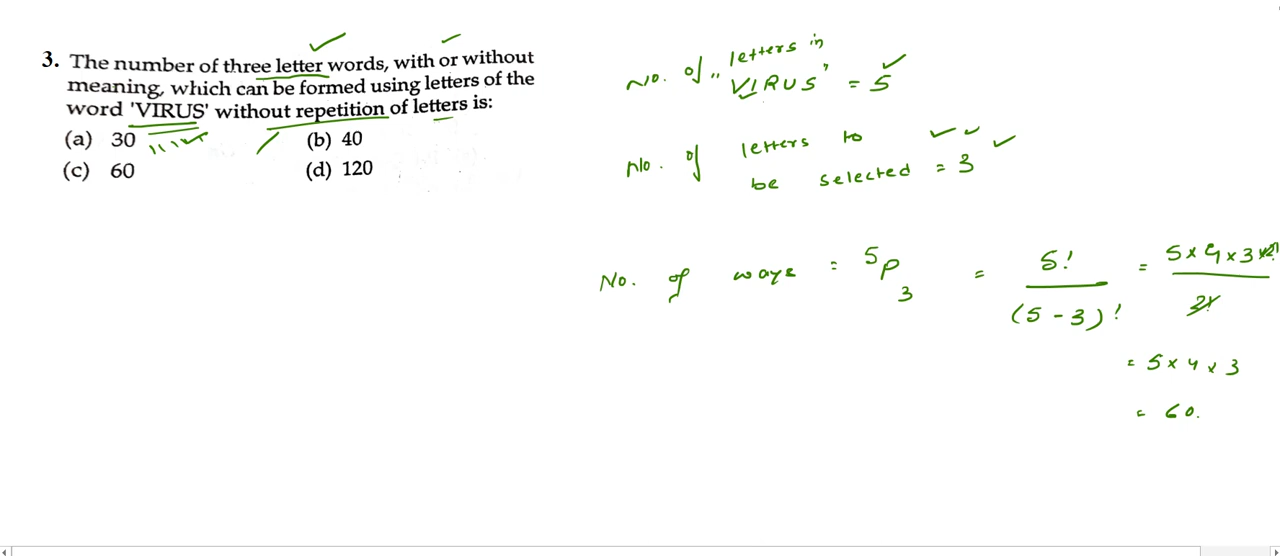 3. The number of three letter words, with or without
meaning, which can be formed using letters of the
word 'VIRUS' without repetition of letters is:
(a) 30 (b) 40
(c) 60 (d) 120
No. of letters in
"VIRUS" = 5
No. of letters to
be selected = 3
No. of ways = 5P3 = 5! / (5-3)! = 5×4×3×2! / 2!
= 5×4×3
= 60.